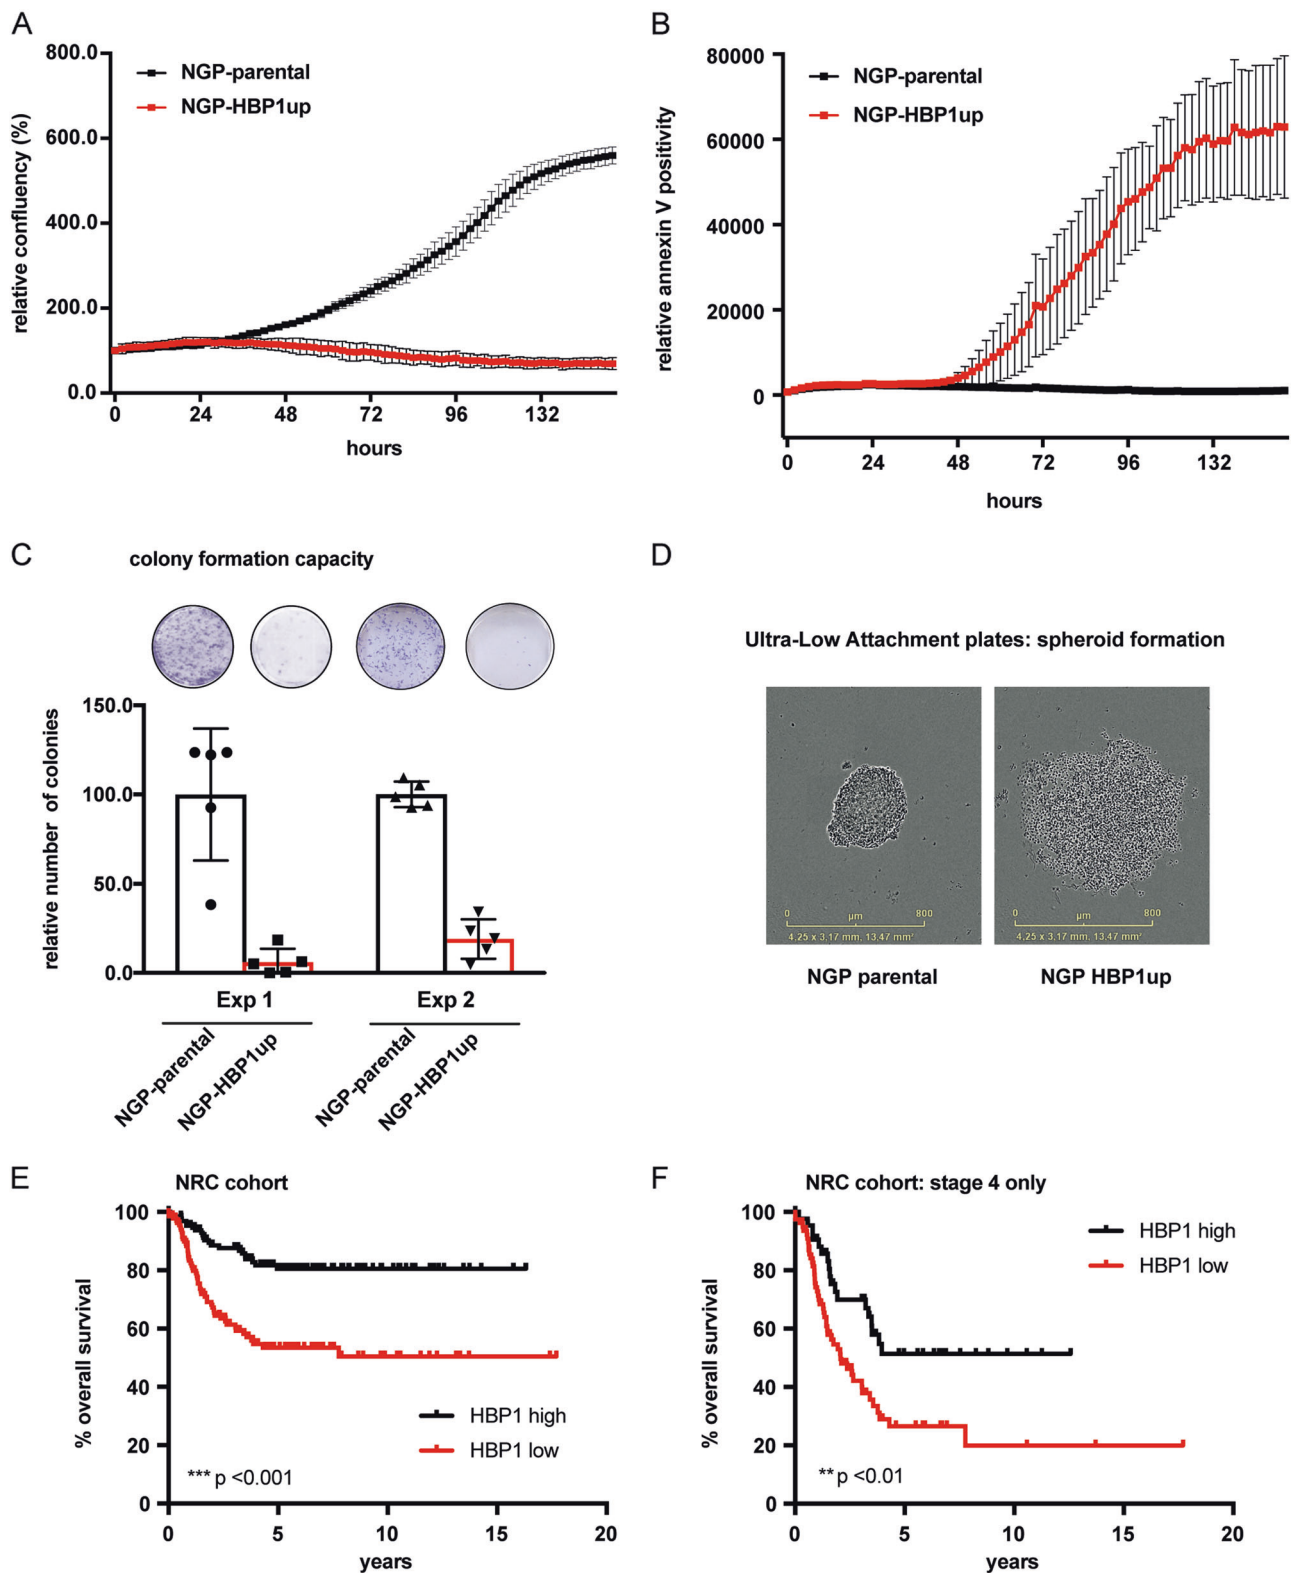 A
800.0
600.0
400.0
200.0
0.0
relative confluency (%)
NGP-parental
NGP-HBP1up
0 24 48 72 96 132
hours
B
80000
60000
40000
20000
0
relative annexin V positivity
NGP-parental
NGP-HBP1up
0 24 48 72 96 132
hours
C
colony formation capacity
150.0
100.0
50.0
0.0
relative number of colonies
Exp 1 Exp 2
NGP-parental
NGP-HBP1up
NGP-parental
NGP-HBP1up
D
Ultra-Low Attachment plates: spheroid formation
0 µm 800
4,25 x 3,17 mm, 13,47 mm²
0 µm 800
4,25 x 3,17 mm, 13,47 mm²
NGP parental NGP HBP1up
E
NRC cohort
100
80
60
40
20
0
% overall survival
HBP1 high
HBP1 low
*** p <0.001
0 5 10 15 20
years
F
NRC cohort: stage 4 only
100
80
60
40
20
0
% overall survival
HBP1 high
HBP1 low
** p <0.01
0 5 10 15 20
years